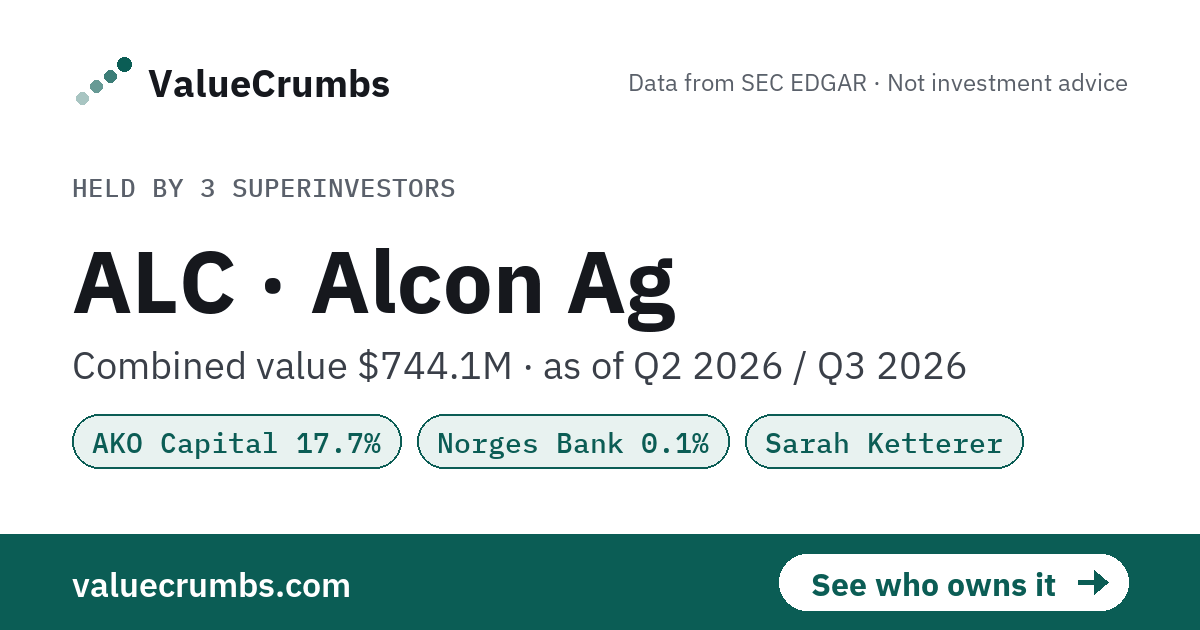 ValueCrumbs
Data from SEC EDGAR · Not investment advice
HELD BY 3 SUPERINVESTORS
ALC · Alcon Ag
Combined value $744.1M · as of Q2 2026 / Q3 2026
AKO Capital 17.7%
Norges Bank 0.1%
Sarah Ketterer
valuecrumbs.com
See who owns it →